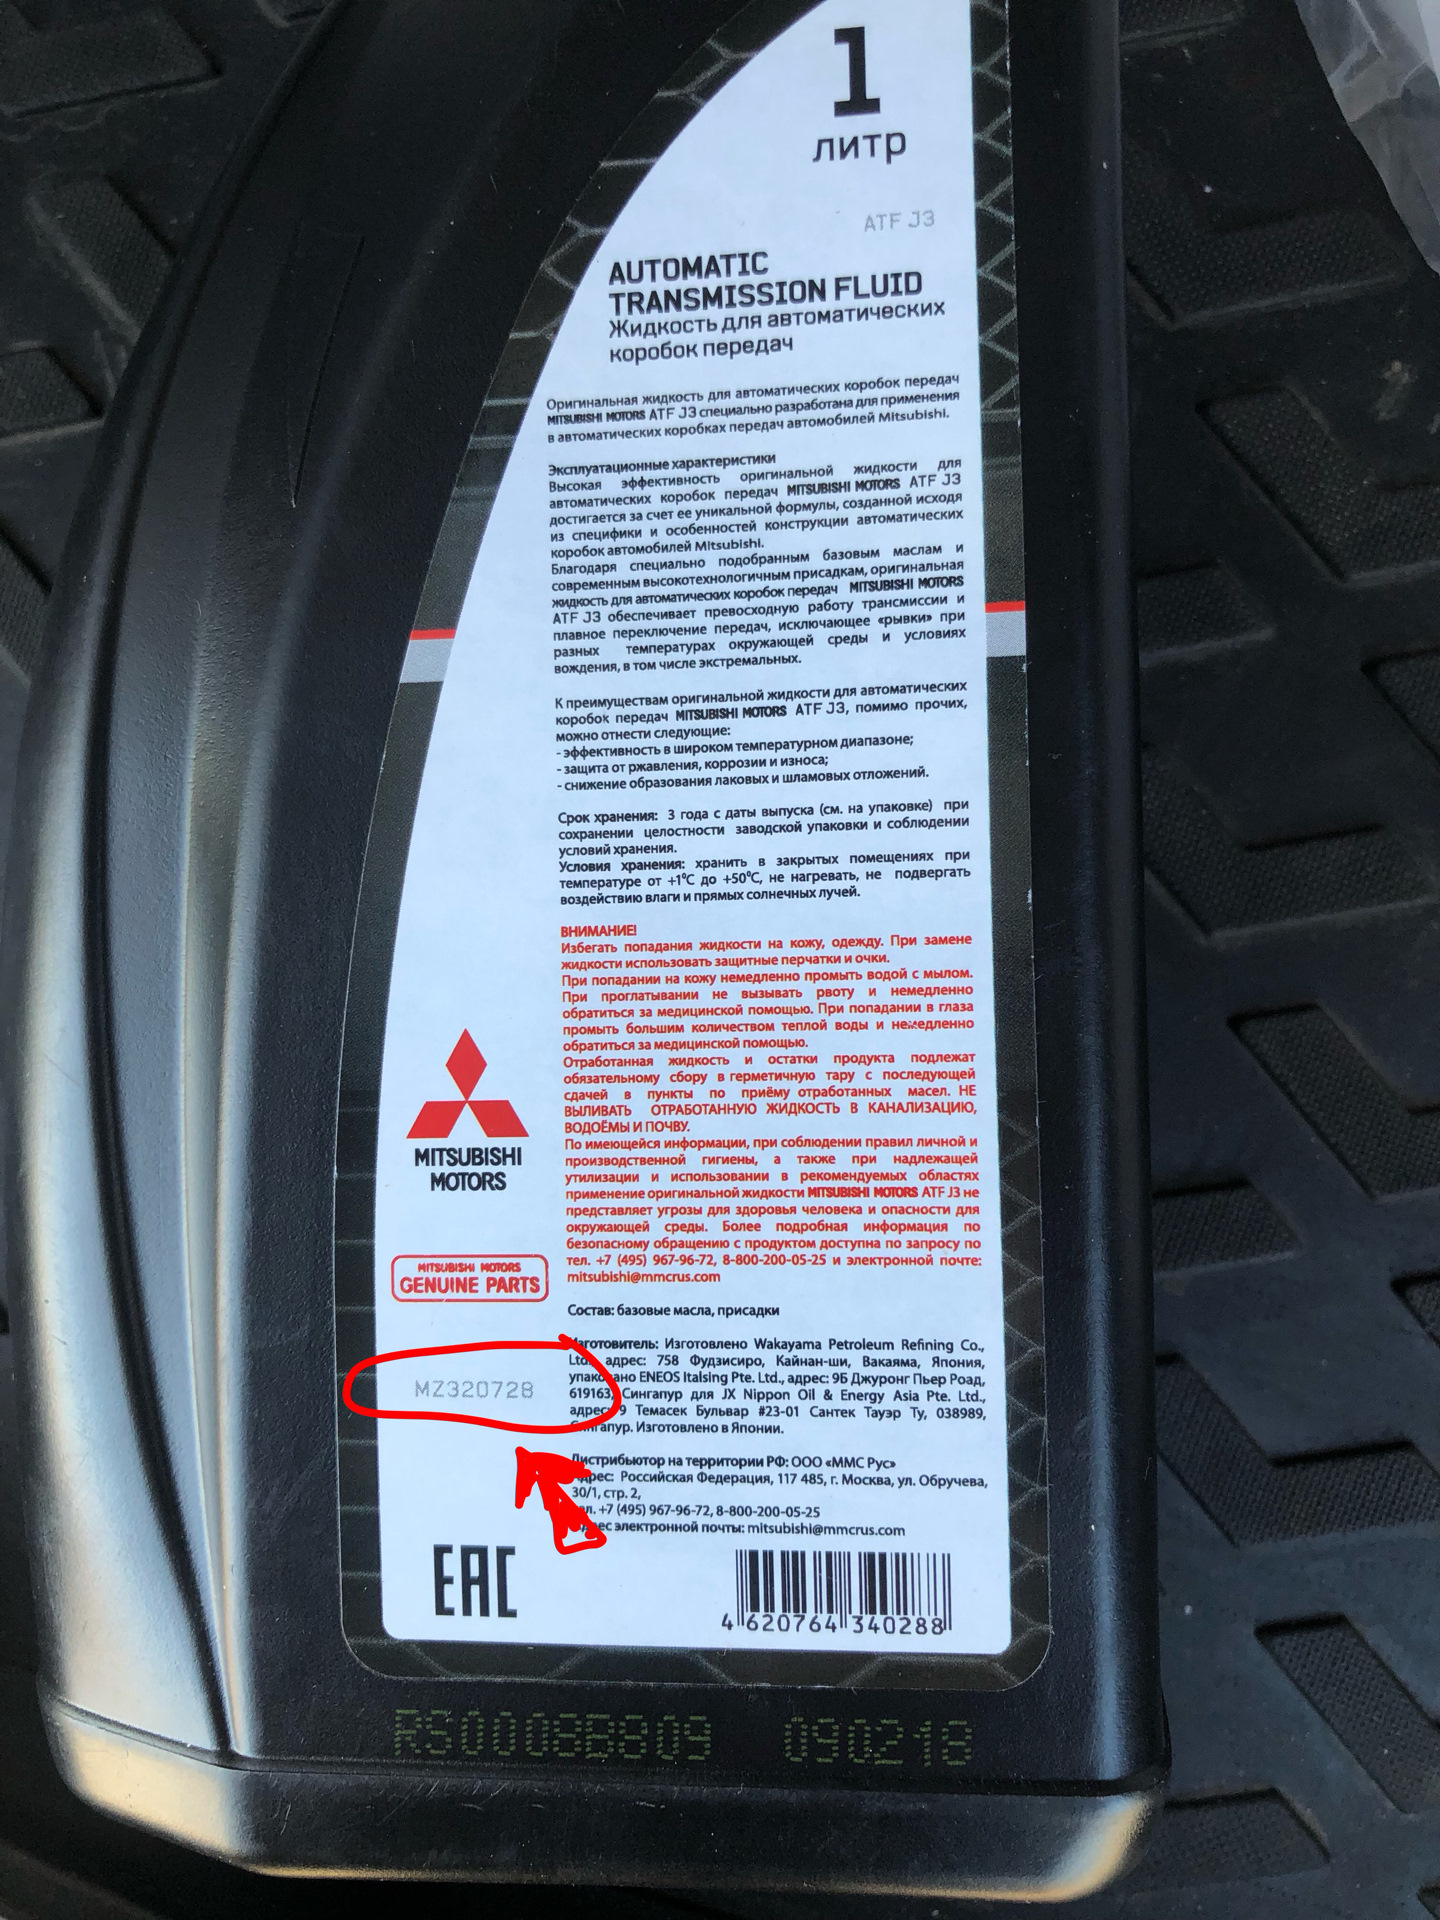 1
литр
ATF J3
AUTOMATIC
TRANSMISSION FLUID
Жидкость для автоматических
коробок передач
Оригинальная жидкость для автоматических коробок передач
MITSUBISHI MOTORS ATF J3 специально разработана для применения
в автоматических коробках передач автомобилей Mitsubishi.
Эксплуатационные характеристики
Высокая эффективность оригинальной жидкости для
автоматических коробок передач MITSUBISHI MOTORS ATF J3
достигается за счет ее уникальной формулы, созданной исходя
из специфики и особенностей конструкции автоматических
коробок автомобилей Mitsubishi.
Благодаря специально подобранным базовым маслам и
современным высокотехнологичным присадкам, оригинальная
жидкость для автоматических коробок передач MITSUBISHI MOTORS
ATF J3 обеспечивает превосходную работу трансмиссии и
плавное переключение передач, исключающее «рывки» при
разных температурах окружающей среды и условиях
вождения, в том числе экстремальных.
К преимуществам оригинальной жидкости для автоматических
коробок передач MITSUBISHI MOTORS ATF J3, помимо прочих,
можно отнести следующие:
- эффективность в широком температурном диапазоне;
- защита от ржавления, коррозии и износа;
- снижение образования лаковых и шламовых отложений.
Срок хранения: 3 года с даты выпуска (см. на упаковке) при
сохранении целостности заводской упаковки и соблюдении
условий хранения.
Условия хранения: хранить в закрытых помещениях при
температуре от +1°С до +50°С, не нагревать, не подвергать
воздействию влаги и прямых солнечных лучей.
ВНИМАНИЕ!
Избегать попадания жидкости на кожу, одежду. При замене
жидкости использовать защитные перчатки и очки.
При попадании на кожу немедленно промыть водой с мылом.
При проглатывании не вызывать рвоту и немедленно
обратиться за медицинской помощью. При попадании в глаза
промыть большим количеством теплой воды и немедленно
обратиться за медицинской помощью.
Отработанная жидкость и остатки продукта подлежат
обязательному сбору в герметичную тару с последующей
сдачей в пункты по приёму отработанных масел. НЕ
ВЫЛИВАТЬ ОТРАБОТАННУЮ ЖИДКОСТЬ В КАНАЛИЗАЦИЮ,
ВОДОЁМЫ И ПОЧВУ.
По имеющейся информации, при соблюдении правил личной и
производственной гигиены, а также при надлежащей
утилизации и использовании в рекомендуемых областях
применение оригинальной жидкости MITSUBISHI MOTORS ATF J3 не
представляет угрозы для здоровья человека и опасности для
окружающей среды. Более подробная информация по
безопасному обращению с продуктом доступна по запросу по
тел. +7 (495) 967-96-72, 8-800-200-05-25 и электронной почте:
mitsubishi@mmcrus.com
MITSUBISHI
MOTORS
MITSUBISHI MOTORS
GENUINE PARTS
MZ320728
Состав: базовые масла, присадки
Изготовитель: Изготовлено Wakayama Petroleum Refining Co.,
Ltd, адрес: 758 Фудзисиро, Кайнан-ши, Вакаяма, Япония,
упаковано ENEOS Italsing Pte. Ltd., адрес: 9Б Джуронг Пьер Роад,
619163, Сингапур для JX Nippon Oil & Energy Asia Pte. Ltd.,
адрес: 9 Темасек Бульвар #23-01 Сантек Тауэр Ту, 038989,
Сингапур. Изготовлено в Японии.
Дистрибьютор на территории РФ: ООО «ММС Рус»
Адрес: Российская Федерация, 117 485, г. Москва, ул. Обручева,
30/1, стр. 2,
тел. +7 (495) 967-96-72, 8-800-200-05-25
Адрес электронной почты: mitsubishi@mmcrus.com
EAC
4 620764 340288
RS0008B809 090218